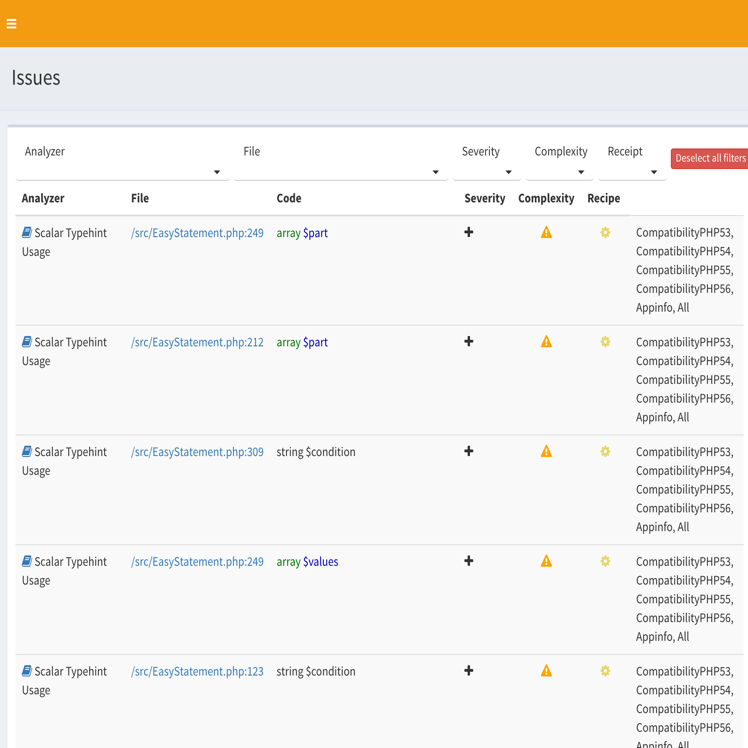 Issues
Analyzer File Severity Complexity Receipt Deselect all filters
Analyzer File Code Severity Complexity Recipe
Scalar Typehint /src/EasyStatement.php:249 array $part CompatibilityPHP53,
Usage CompatibilityPHP54,
CompatibilityPHP55,
CompatibilityPHP56,
Appinfo, All
Scalar Typehint /src/EasyStatement.php:212 array $part CompatibilityPHP53,
Usage CompatibilityPHP54,
CompatibilityPHP55,
CompatibilityPHP56,
Appinfo, All
Scalar Typehint /src/EasyStatement.php:309 string $condition CompatibilityPHP53,
Usage CompatibilityPHP54,
CompatibilityPHP55,
CompatibilityPHP56,
Appinfo, All
Scalar Typehint /src/EasyStatement.php:249 array $values CompatibilityPHP53,
Usage CompatibilityPHP54,
CompatibilityPHP55,
CompatibilityPHP56,
Appinfo, All
Scalar Typehint /src/EasyStatement.php:123 string $condition CompatibilityPHP53,
Usage CompatibilityPHP54,
CompatibilityPHP55,
CompatibilityPHP56,
Appinfo, All